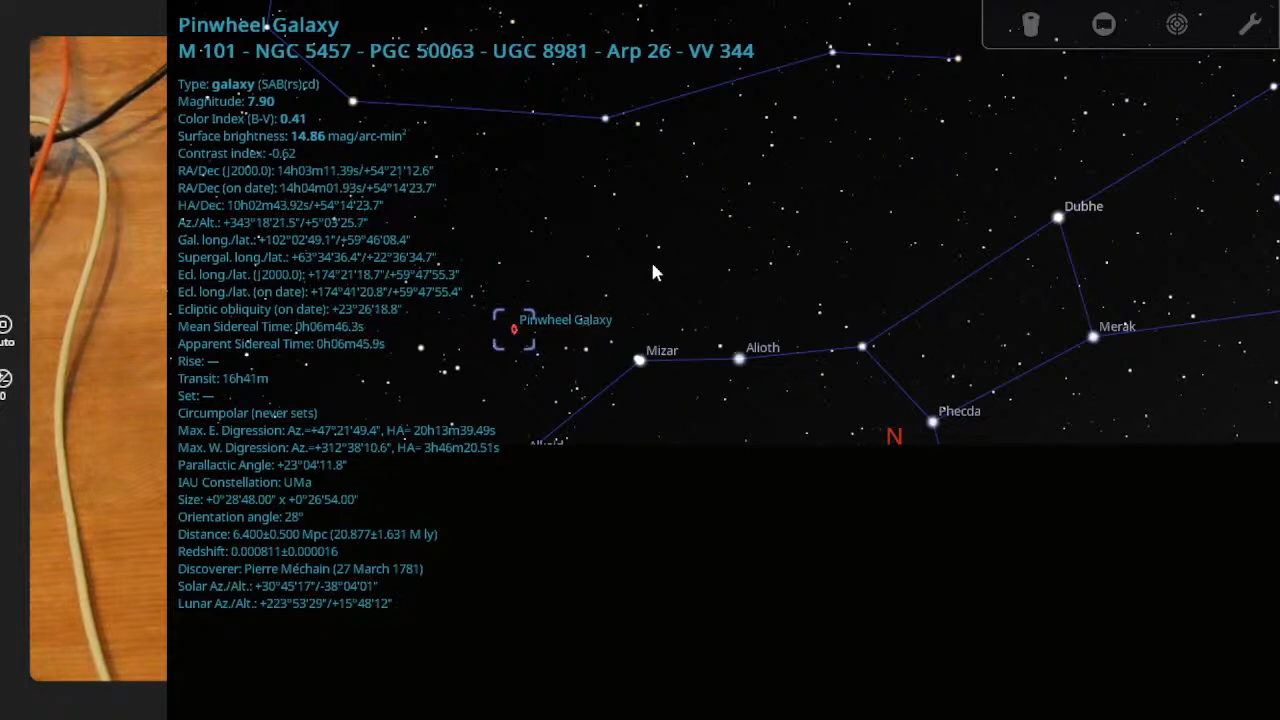 Pinwheel Galaxy
M 101 - NGC 5457 - PGC 50063 - UGC 8981 - Arp 26 - VV 344
Type: galaxy (SAB(rs)cd)
Magnitude: 7.90
Color Index (B-V): 0.41
Surface brightness: 14.86 mag/arc-min²
Contrast index: -0.62
RA/Dec (J2000.0): 14h03m11.39s/+54°21'12.6"
RA/Dec (on date): 14h04m01.93s/+54°14'23.7"
HA/Dec: 10h02m43.92s/+54°14'23.7"
Az./Alt.: +343°18'21.5"/+5°03'25.7"
Gal. long./lat.: +102°02'49.1"/+59°46'08.4"
Supergal. long./lat.: +63°34'36.4"/+22°36'34.7"
Ecl. long./lat. (J2000.0): +174°21'18.7"/+59°47'55.3"
Ecl. long./lat. (on date): +174°41'20.8"/+59°47'55.4"
Ecliptic obliquity (on date): +23°26'18.8"
Mean Sidereal Time: 0h06m46.3s
Apparent Sidereal Time: 0h06m45.9s
Rise: —
Transit: 16h41m
Set: —
Circumpolar (never sets)
Max. E. Digression: Az.=+47°21'49.4", HA= 20h13m39.49s
Max. W. Digression: Az.=+312°38'10.6", HA= 3h46m20.51s
Parallactic Angle: +23°04'11.8"
IAU Constellation: UMa
Size: +0°28'48.00" x +0°26'54.00"
Orientation angle: 28°
Distance: 6.400±0.500 Mpc (20.877±1.631 M ly)
Redshift: 0.000811±0.000016
Discoverer: Pierre Méchain (27 March 1781)
Solar Az./Alt.: +30°45'17"/-38°04'01"
Lunar Az./Alt.: +223°53'29"/+15°48'12"
Dubhe
Pinwheel Galaxy
Merak
Mizar
Alioth
Phecda
N
0